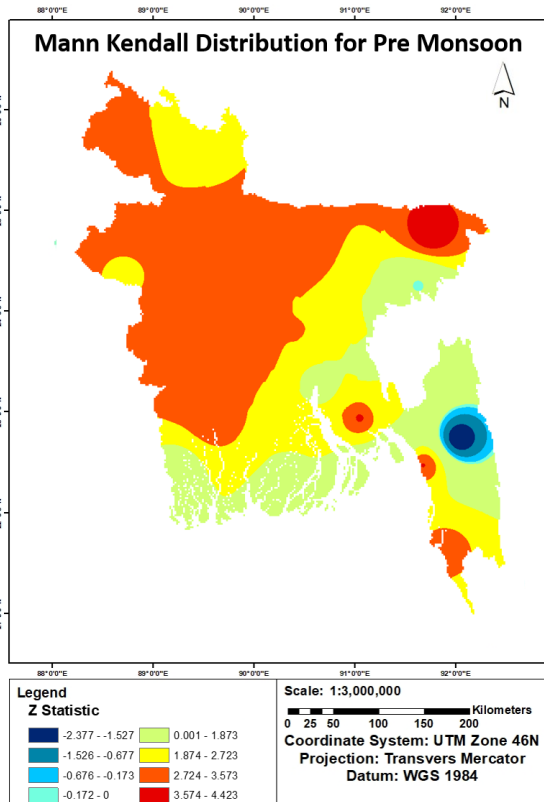 88°0'0"E 89°0'0"E 90°0'0"E 91°0'0"E 92°0'0"E
Mann Kendall Distribution for Pre Monsoon
N
88°0'0"E 89°0'0"E 90°0'0"E 91°0'0"E 92°0'0"E
Legend
Z Statistic
-2.377 - -1.527
-1.526 - -0.677
-0.676 - -0.173
-0.172 - 0
0.001 - 1.873
1.874 - 2.723
2.724 - 3.573
3.574 - 4.423
Scale: 1:3,000,000
Kilometers
0 25 50 100 150 200
Coordinate System: UTM Zone 46N
Projection: Transvers Mercator
Datum: WGS 1984